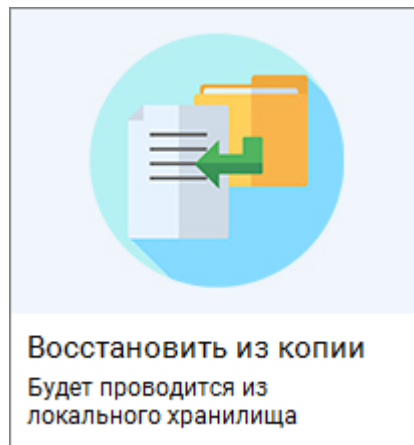 Восстановить из копии
Будет проводится из
локального хранилища